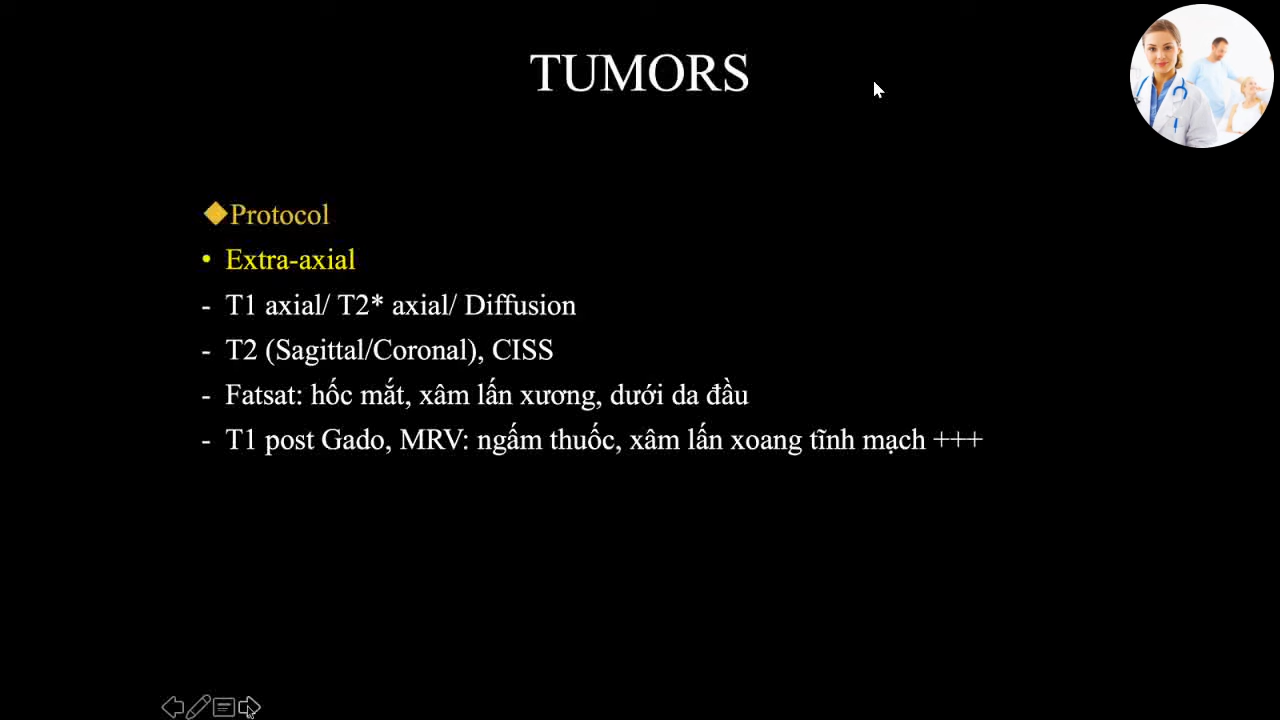 TUMORS
◆Protocol
• Extra-axial
- T1 axial/ T2* axial/ Diffusion
- T2 (Sagittal/Coronal), CISS
- Fatsat: hốc mắt, xâm lấn xương, dưới da đầu
- T1 post Gado, MRV: ngấm thuốc, xâm lấn xoang tĩnh mạch +++